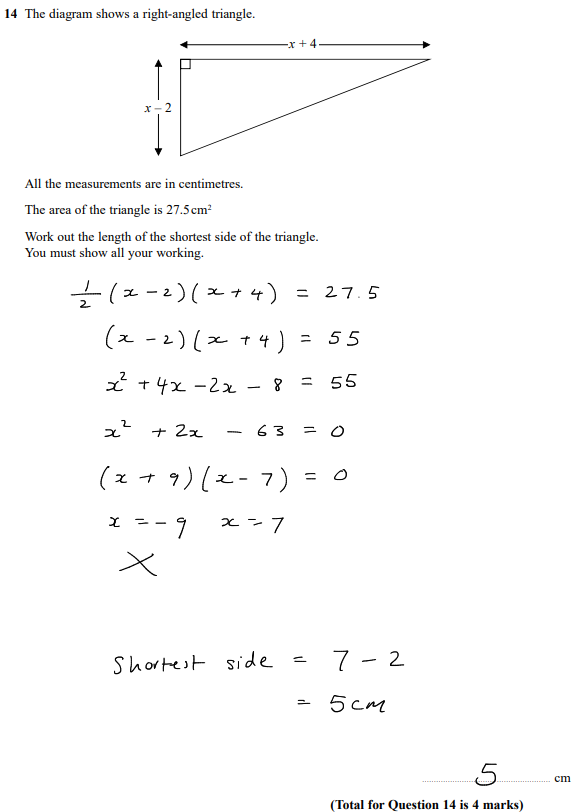 14 The diagram shows a right-angled triangle.
x + 4
x – 2
All the measurements are in centimetres.
The area of the triangle is 27.5 cm²
Work out the length of the shortest side of the triangle.
You must show all your working.
1/2 (x - 2)(x + 4) = 27.5
(x - 2)(x + 4) = 55
x² + 4x - 2x - 8 = 55
x² + 2x - 63 = 0
(x + 9)(x - 7) = 0
x = -9 x = 7
X
Shortest side = 7 - 2
= 5cm
5 cm
(Total for Question 14 is 4 marks)